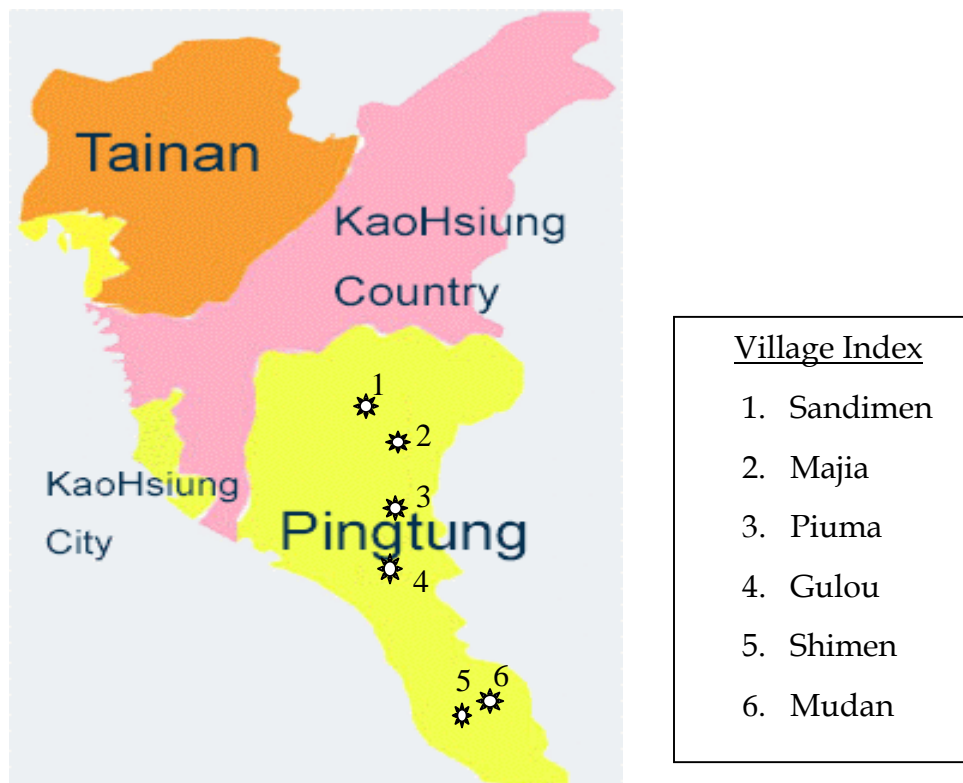 Tainan
KaoHsiung
Country
1
2
3
KaoHsiung
City
Pingtung
4
5
6
Village Index
1. Sandimen
2. Majia
3. Piuma
4. Gulou
5. Shimen
6. Mudan